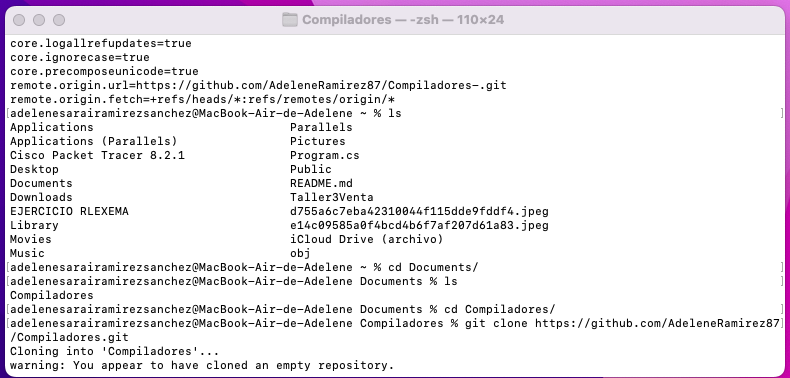 Compiladores — -zsh — 110×24
core.logallrefupdates=true
core.ignorecase=true
core.precomposeunicode=true
remote.origin.url=https://github.com/AdeleneRamirez87/Compiladores-.git
remote.origin.fetch=+refs/heads/*:refs/remotes/origin/*
[adelenesarairamirezsanchez@MacBook-Air-de-Adelene ~ % ls ]
Applications Parallels
Applications (Parallels) Pictures
Cisco Packet Tracer 8.2.1 Program.cs
Desktop Public
Documents README.md
Downloads Taller3Venta
EJERCICIO RLEXEMA d755a6c7eba42310044f115dde9fddf4.jpeg
Library e14c09585a0f4bcd4b6f7af207d61a83.jpeg
Movies iCloud Drive (archivo)
Music obj
[adelenesarairamirezsanchez@MacBook-Air-de-Adelene ~ % cd Documents/ ]
[adelenesarairamirezsanchez@MacBook-Air-de-Adelene Documents % ls ]
Compiladores
[adelenesarairamirezsanchez@MacBook-Air-de-Adelene Documents % cd Compiladores/ ]
[adelenesarairamirezsanchez@MacBook-Air-de-Adelene Compiladores % git clone https://github.com/AdeleneRamirez87]
/Compiladores.git
Cloning into 'Compiladores'...
warning: You appear to have cloned an empty repository.